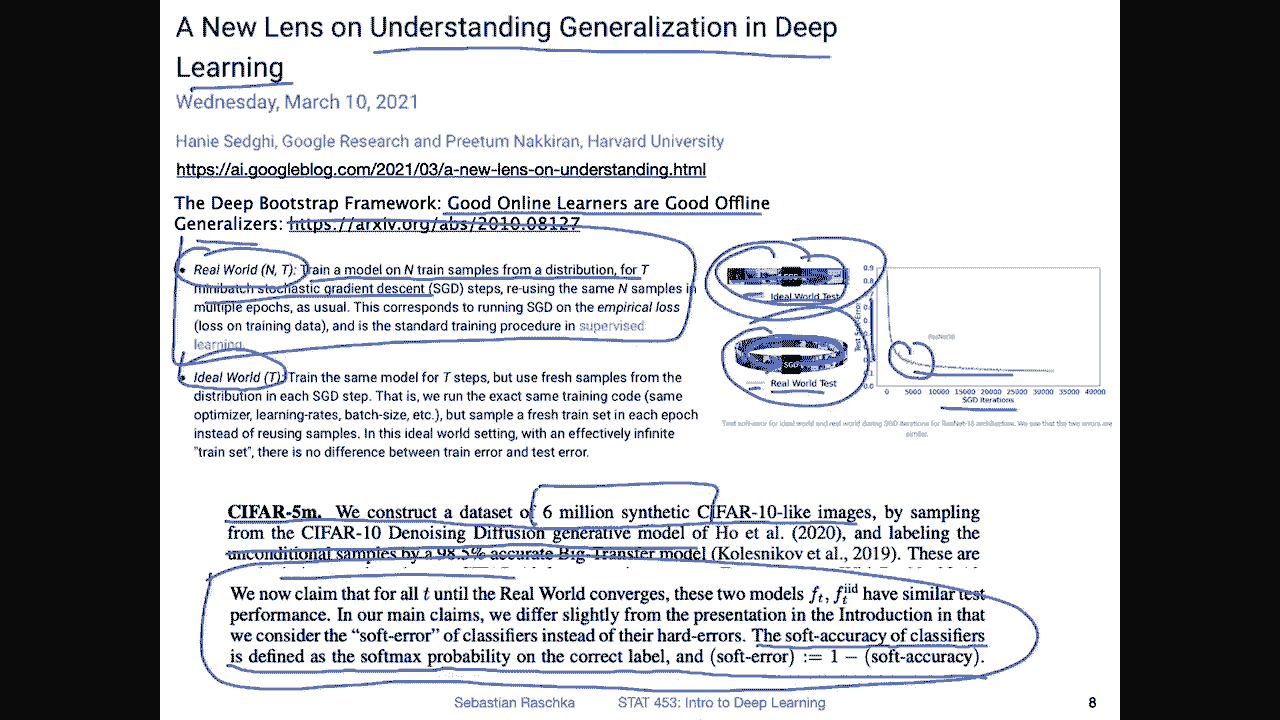 A New Lens on Understanding Generalization in Deep
Learning
Wednesday, March 10, 2021
Hanie Sedghi, Google Research and Preetum Nakkiran, Harvard University
https://ai.googleblog.com/2021/03/a-new-lens-on-understanding.html
The Deep Bootstrap Framework: Good Online Learners are Good Offline
Generalizers: https://arxiv.org/abs/2010.08127
• Real World (N, T): Train a model on N train samples from a distribution, for T
minibatch stochastic gradient descent (SGD) steps, re-using the same N samples in
multiple epochs, as usual. This corresponds to running SGD on the empirical loss
(loss on training data), and is the standard training procedure in supervised
learning.
• Ideal World (T): Train the same model for T steps, but use fresh samples from the
distribution in each SGD step. That is, we run the exact same training code (same
optimizer, learning-rates, batch-size, etc.), but sample a fresh train set in each epoch
instead of reusing samples. In this ideal world setting, with an effectively infinite
"train set", there is no difference between train error and test error.
Ideal World Test
SGD
Real World Test
0.9
0.8
0.1
0.0
Test Soft-Error
ResNet18
0 5000 10000 15000 20000 25000 30000 35000 40000
SGD Iterations
Test soft-error for ideal world and real world during SGD iterations for ResNet-18 architecture. We see that the two errors are
similar.
CIFAR-5m. We construct a dataset of 6 million synthetic CIFAR-10-like images, by sampling
from the CIFAR-10 Denoising Diffusion generative model of Ho et al. (2020), and labeling the
unconditional samples by a 98.5% accurate Big-Transfer model (Kolesnikov et al., 2019). These are
We now claim that for all t until the Real World converges, these two models fₜ, fₜⁱⁱᵈ have similar test
performance. In our main claims, we differ slightly from the presentation in the Introduction in that
we consider the “soft-error” of classifiers instead of their hard-errors. The soft-accuracy of classifiers
is defined as the softmax probability on the correct label, and (soft-error) := 1 − (soft-accuracy).
Sebastian Raschka STAT 453: Intro to Deep Learning 8